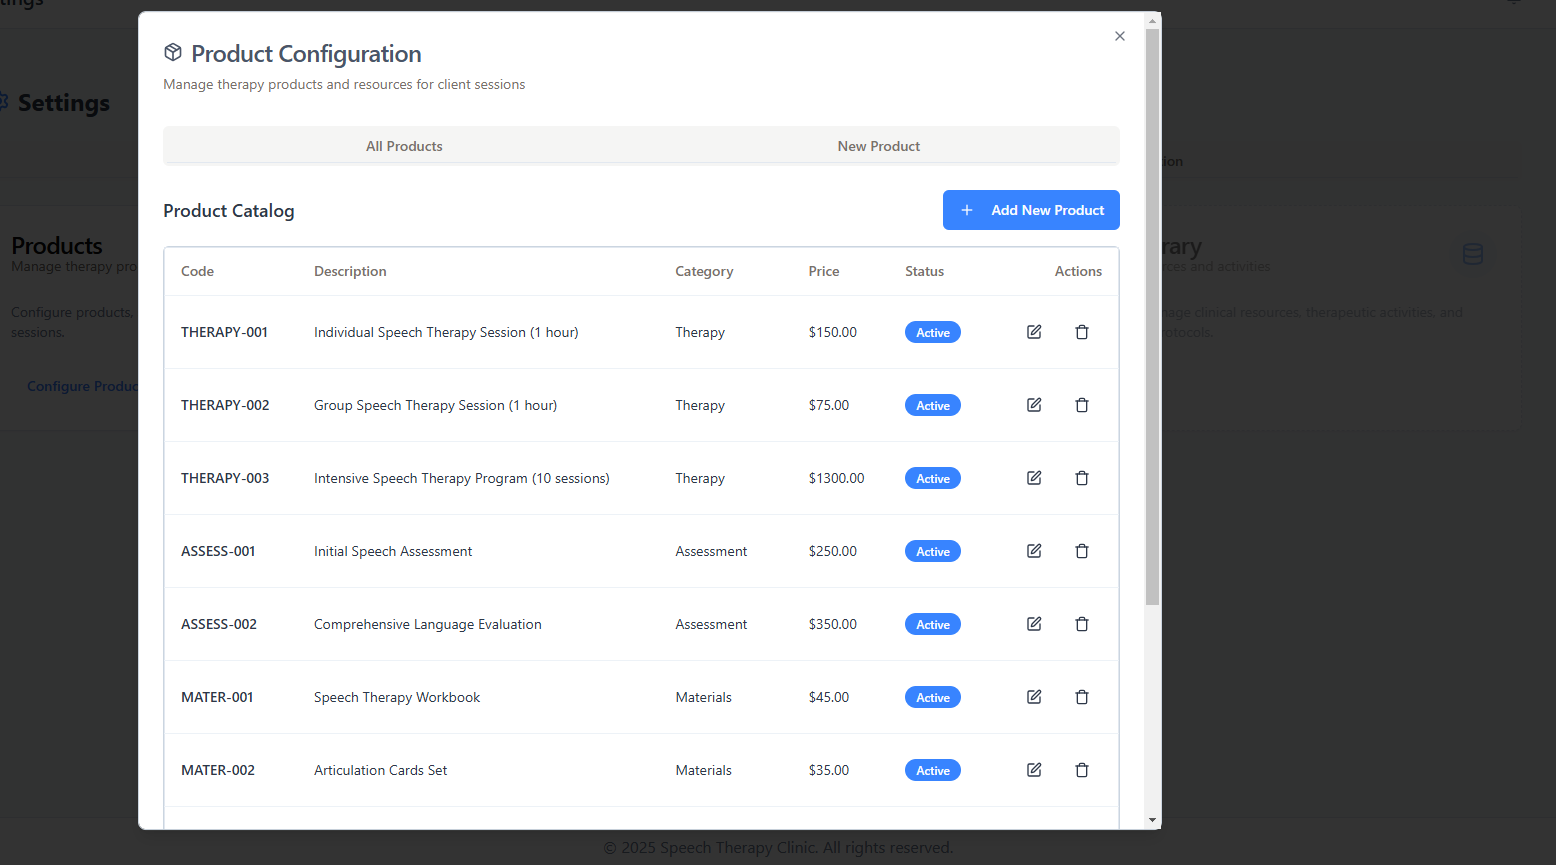 Settings
Products
Manage therapy pro
Configure products,
sessions.
Configure Produc
Product Configuration
Manage therapy products and resources for client sessions
All Products
New Product
Product Catalog
+ Add New Product
Code Description Category Price Status Actions
THERAPY-001 Individual Speech Therapy Session (1 hour) Therapy $150.00 Active
THERAPY-002 Group Speech Therapy Session (1 hour) Therapy $75.00 Active
THERAPY-003 Intensive Speech Therapy Program (10 sessions) Therapy $1300.00 Active
ASSESS-001 Initial Speech Assessment Assessment $250.00 Active
ASSESS-002 Comprehensive Language Evaluation Assessment $350.00 Active
MATER-001 Speech Therapy Workbook Materials $45.00 Active
MATER-002 Articulation Cards Set Materials $35.00 Active
ion
rary
rces and activities
nage clinical resources, therapeutic activities, and
otocols.
© 2025 Speech Therapy Clinic. All rights reserved.